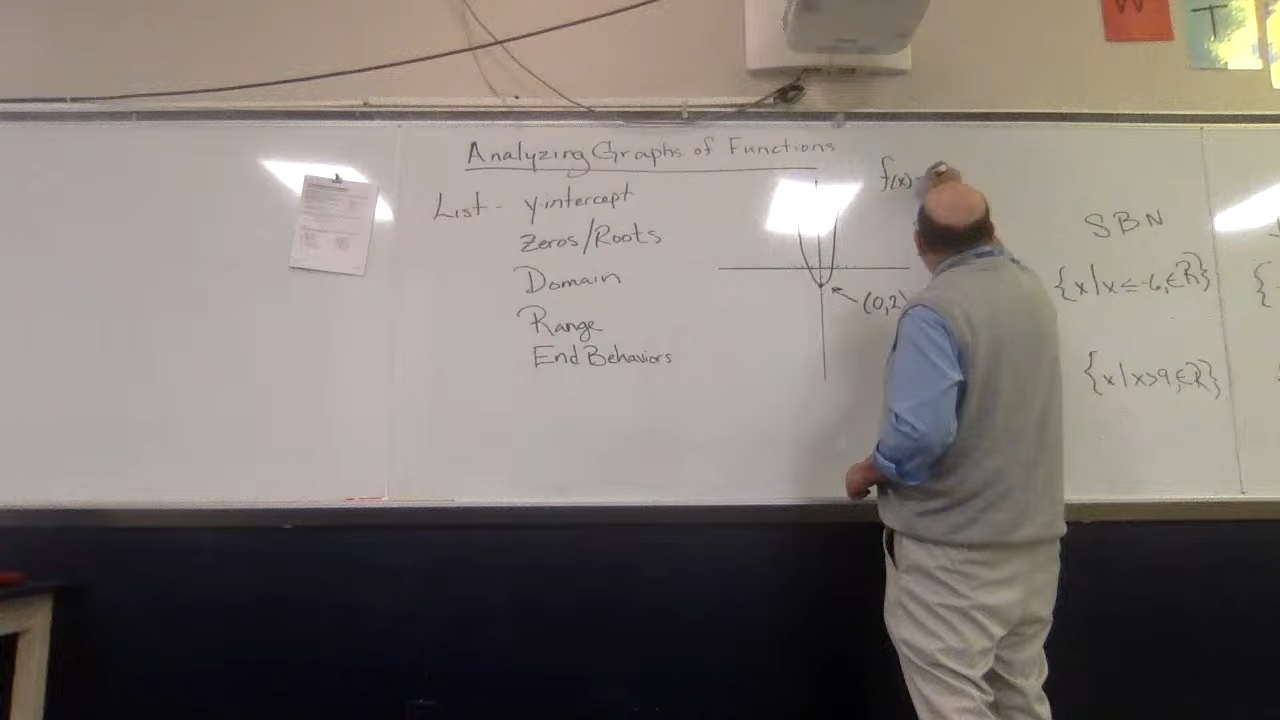 W
T
Analyzing Graphs of Functions
f(x)=
List - y intercept
Zeros/Roots
Domain
Range
End Behaviors
(0,2)
SBN
{x|x≤-6,∈R}
{x|x>9,∈R}